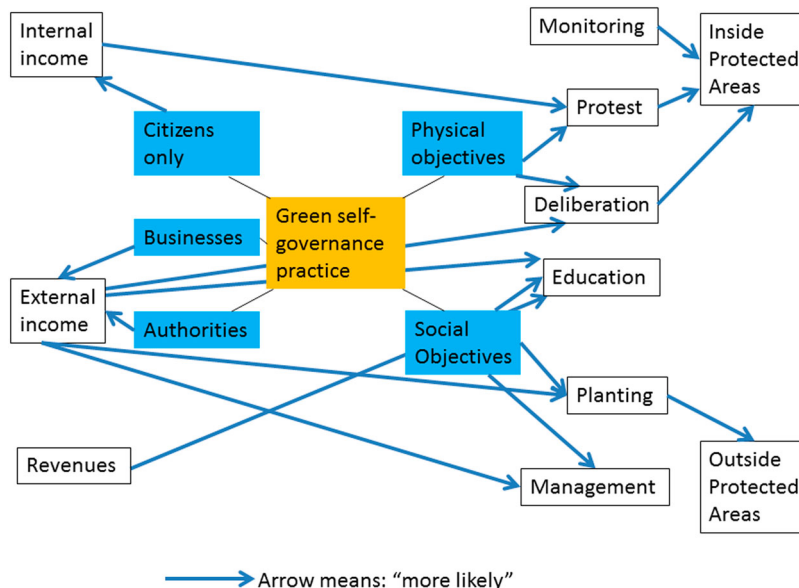 Internal
income
Monitoring
Inside
Protected
Areas
Protest
Citizens
only
Physical
objectives
Deliberation
Green self-
governance
practice
Businesses
Education
External
income
Authorities
Social
Objectives
Planting
Revenues
Management
Outside
Protected
Areas
Arrow means: “more likely”